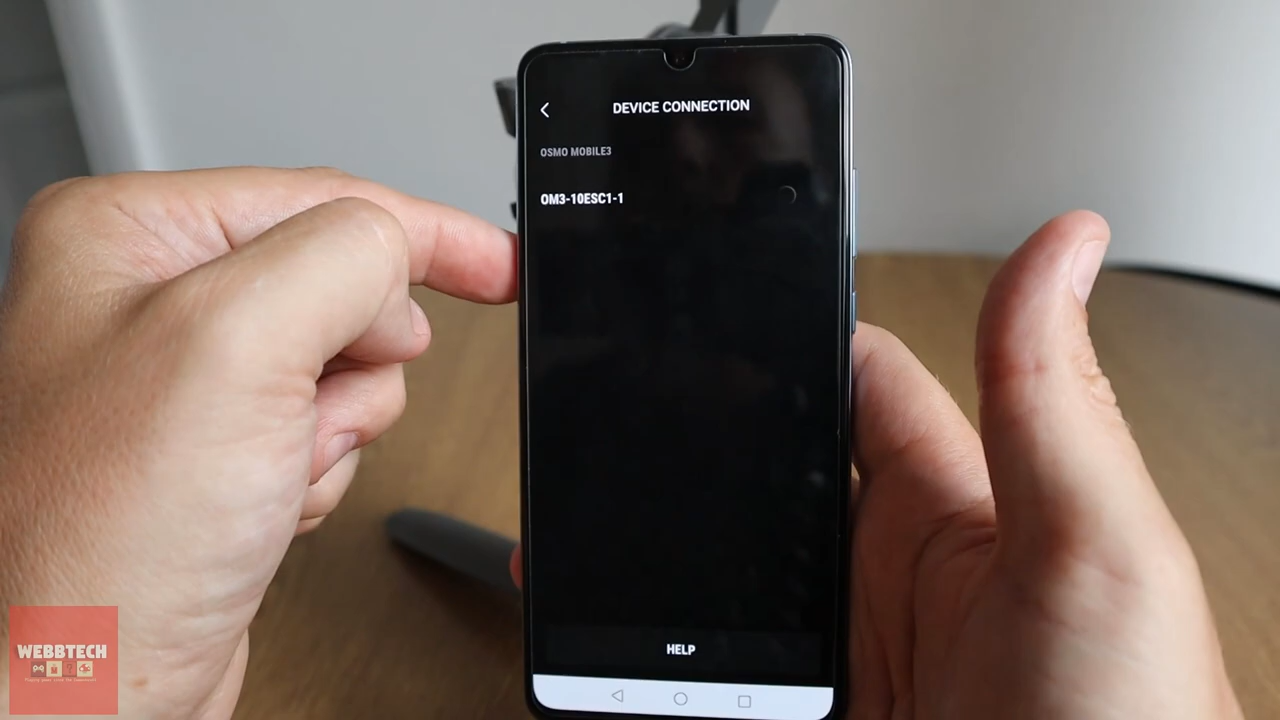 DEVICE CONNECTION
OSMO MOBILE3
OM3-10ESC1-1
HELP
WEBBTECH